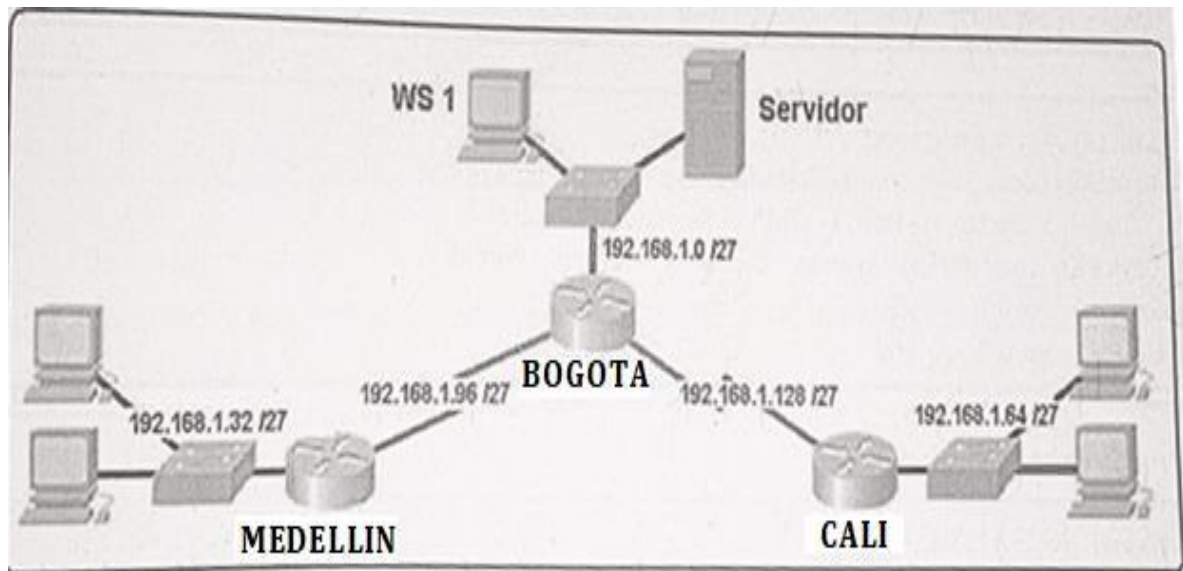 WS 1
Servidor
192.168.1.0 /27
BOGOTA
192.168.1.96 /27
192.168.1.128 /27
192.168.1.32 /27
192.168.1.64 /27
MEDELLIN
CALI